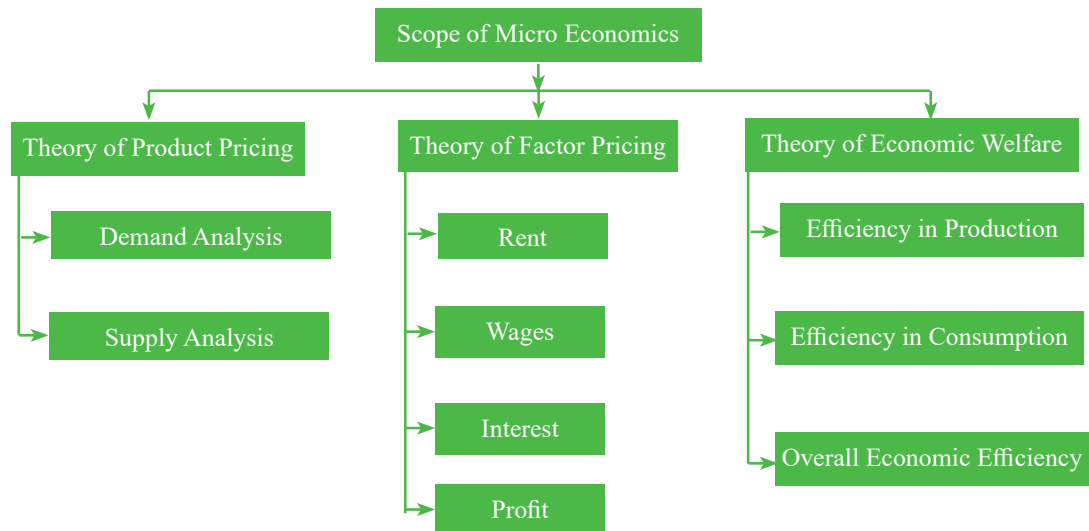 Scope of Micro Economics
Theory of Product Pricing
Demand Analysis
Supply Analysis
Theory of Factor Pricing
Rent
Wages
Interest
Profit
Theory of Economic Welfare
Efficiency in Production
Efficiency in Consumption
Overall Economic Efficiency